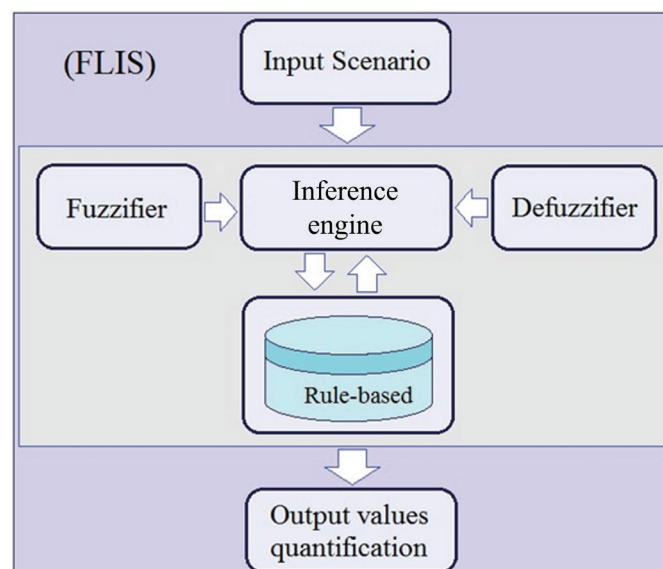 (FLIS)
Input Scenario
Fuzzifier
Inference
engine
Defuzzifier
Rule-based
Output values
quantification